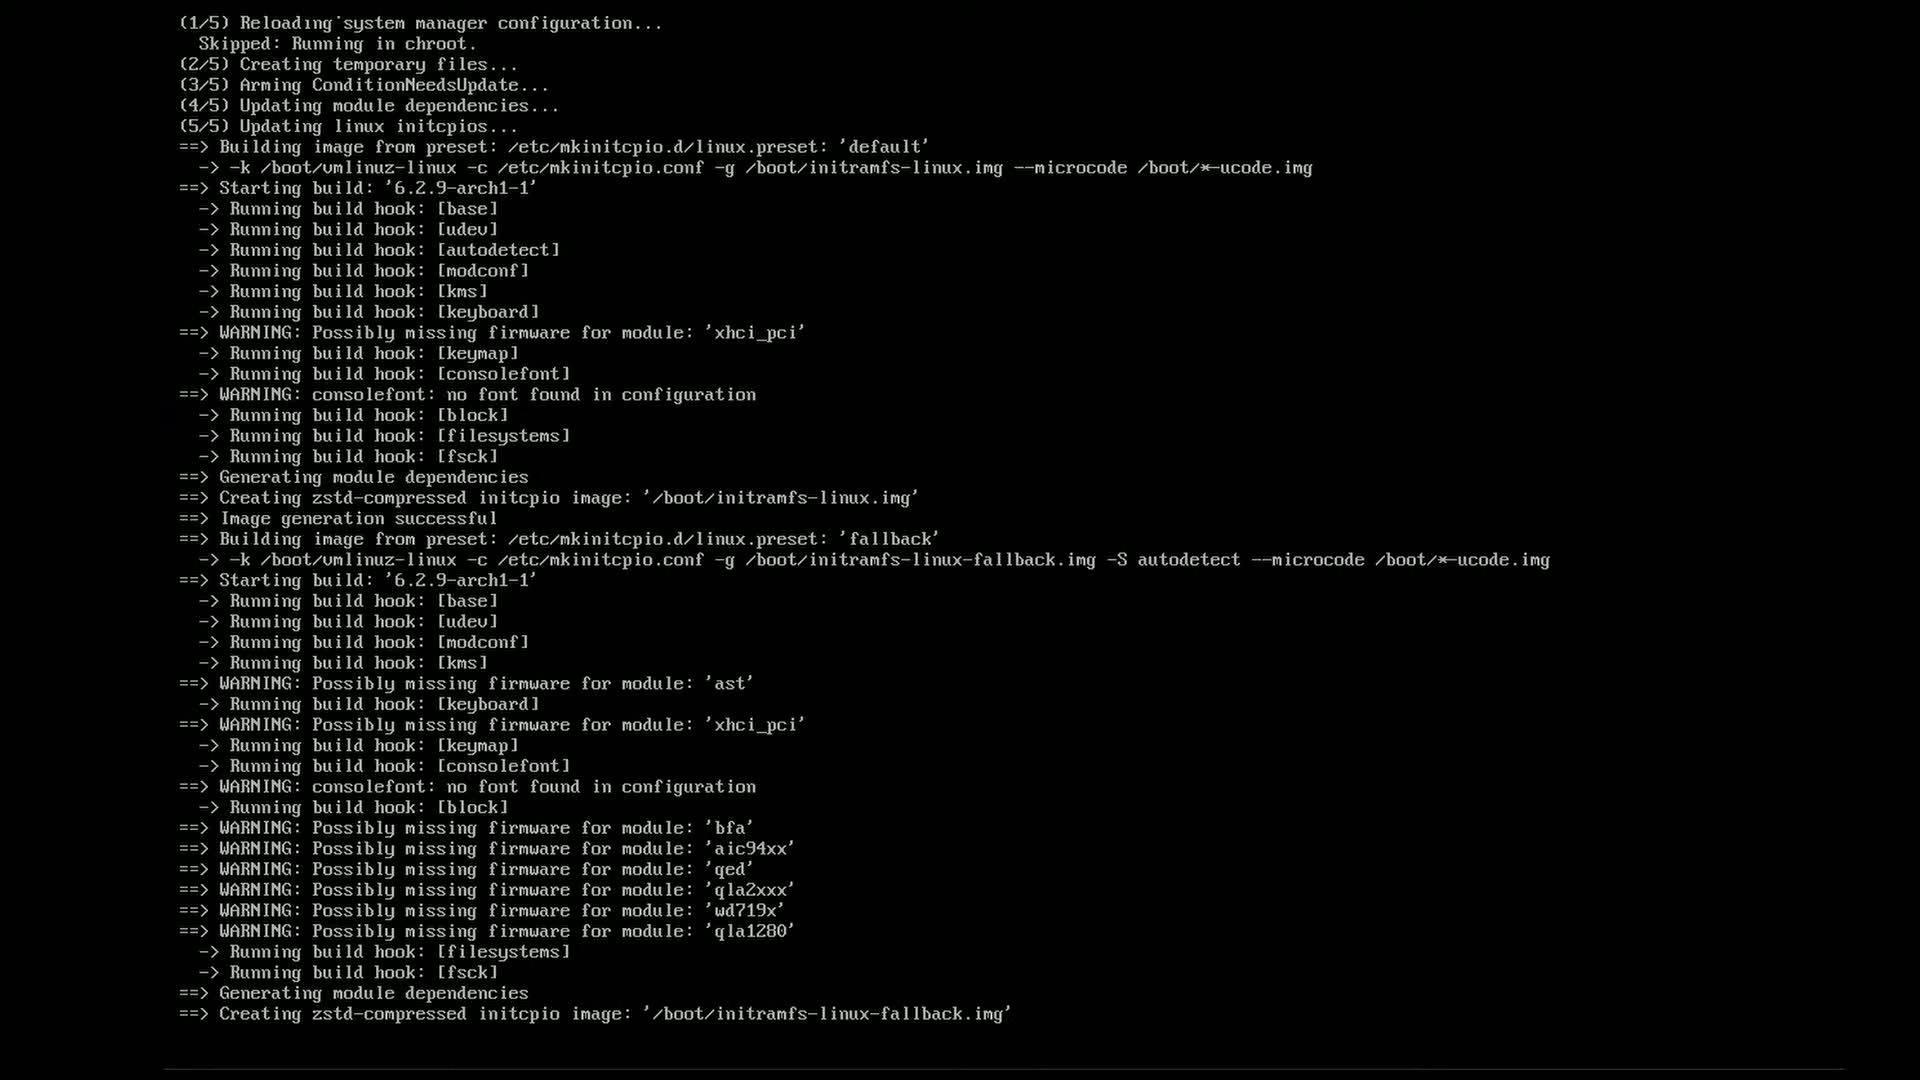 (1/5) Reloading system manager configuration...
  Skipped: Running in chroot.
(2/5) Creating temporary files...
(3/5) Arming ConditionNeedsUpdate...
(4/5) Updating module dependencies...
(5/5) Updating linux initcpios...
==> Building image from preset: /etc/mkinitcpio.d/linux.preset: 'default'
  -> -k /boot/vmlinuz-linux -c /etc/mkinitcpio.conf -g /boot/initramfs-linux.img --microcode /boot/*-ucode.img
==> Starting build: '6.2.9-arch1-1'
  -> Running build hook: [base]
  -> Running build hook: [udev]
  -> Running build hook: [autodetect]
  -> Running build hook: [modconf]
  -> Running build hook: [kms]
  -> Running build hook: [keyboard]
==> WARNING: Possibly missing firmware for module: 'xhci_pci'
  -> Running build hook: [keymap]
  -> Running build hook: [consolefont]
==> WARNING: consolefont: no font found in configuration
  -> Running build hook: [block]
  -> Running build hook: [filesystems]
  -> Running build hook: [fsck]
==> Generating module dependencies
==> Creating zstd-compressed initcpio image: '/boot/initramfs-linux.img'
==> Image generation successful
==> Building image from preset: /etc/mkinitcpio.d/linux.preset: 'fallback'
  -> -k /boot/vmlinuz-linux -c /etc/mkinitcpio.conf -g /boot/initramfs-linux-fallback.img -S autodetect --microcode /boot/*-ucode.img
==> Starting build: '6.2.9-arch1-1'
  -> Running build hook: [base]
  -> Running build hook: [udev]
  -> Running build hook: [modconf]
  -> Running build hook: [kms]
==> WARNING: Possibly missing firmware for module: 'ast'
  -> Running build hook: [keyboard]
==> WARNING: Possibly missing firmware for module: 'xhci_pci'
  -> Running build hook: [keymap]
  -> Running build hook: [consolefont]
==> WARNING: consolefont: no font found in configuration
  -> Running build hook: [block]
==> WARNING: Possibly missing firmware for module: 'bfa'
==> WARNING: Possibly missing firmware for module: 'aic94xx'
==> WARNING: Possibly missing firmware for module: 'qed'
==> WARNING: Possibly missing firmware for module: 'qla2xxx'
==> WARNING: Possibly missing firmware for module: 'wd719x'
==> WARNING: Possibly missing firmware for module: 'qla1280'
  -> Running build hook: [filesystems]
  -> Running build hook: [fsck]
==> Generating module dependencies
==> Creating zstd-compressed initcpio image: '/boot/initramfs-linux-fallback.img'